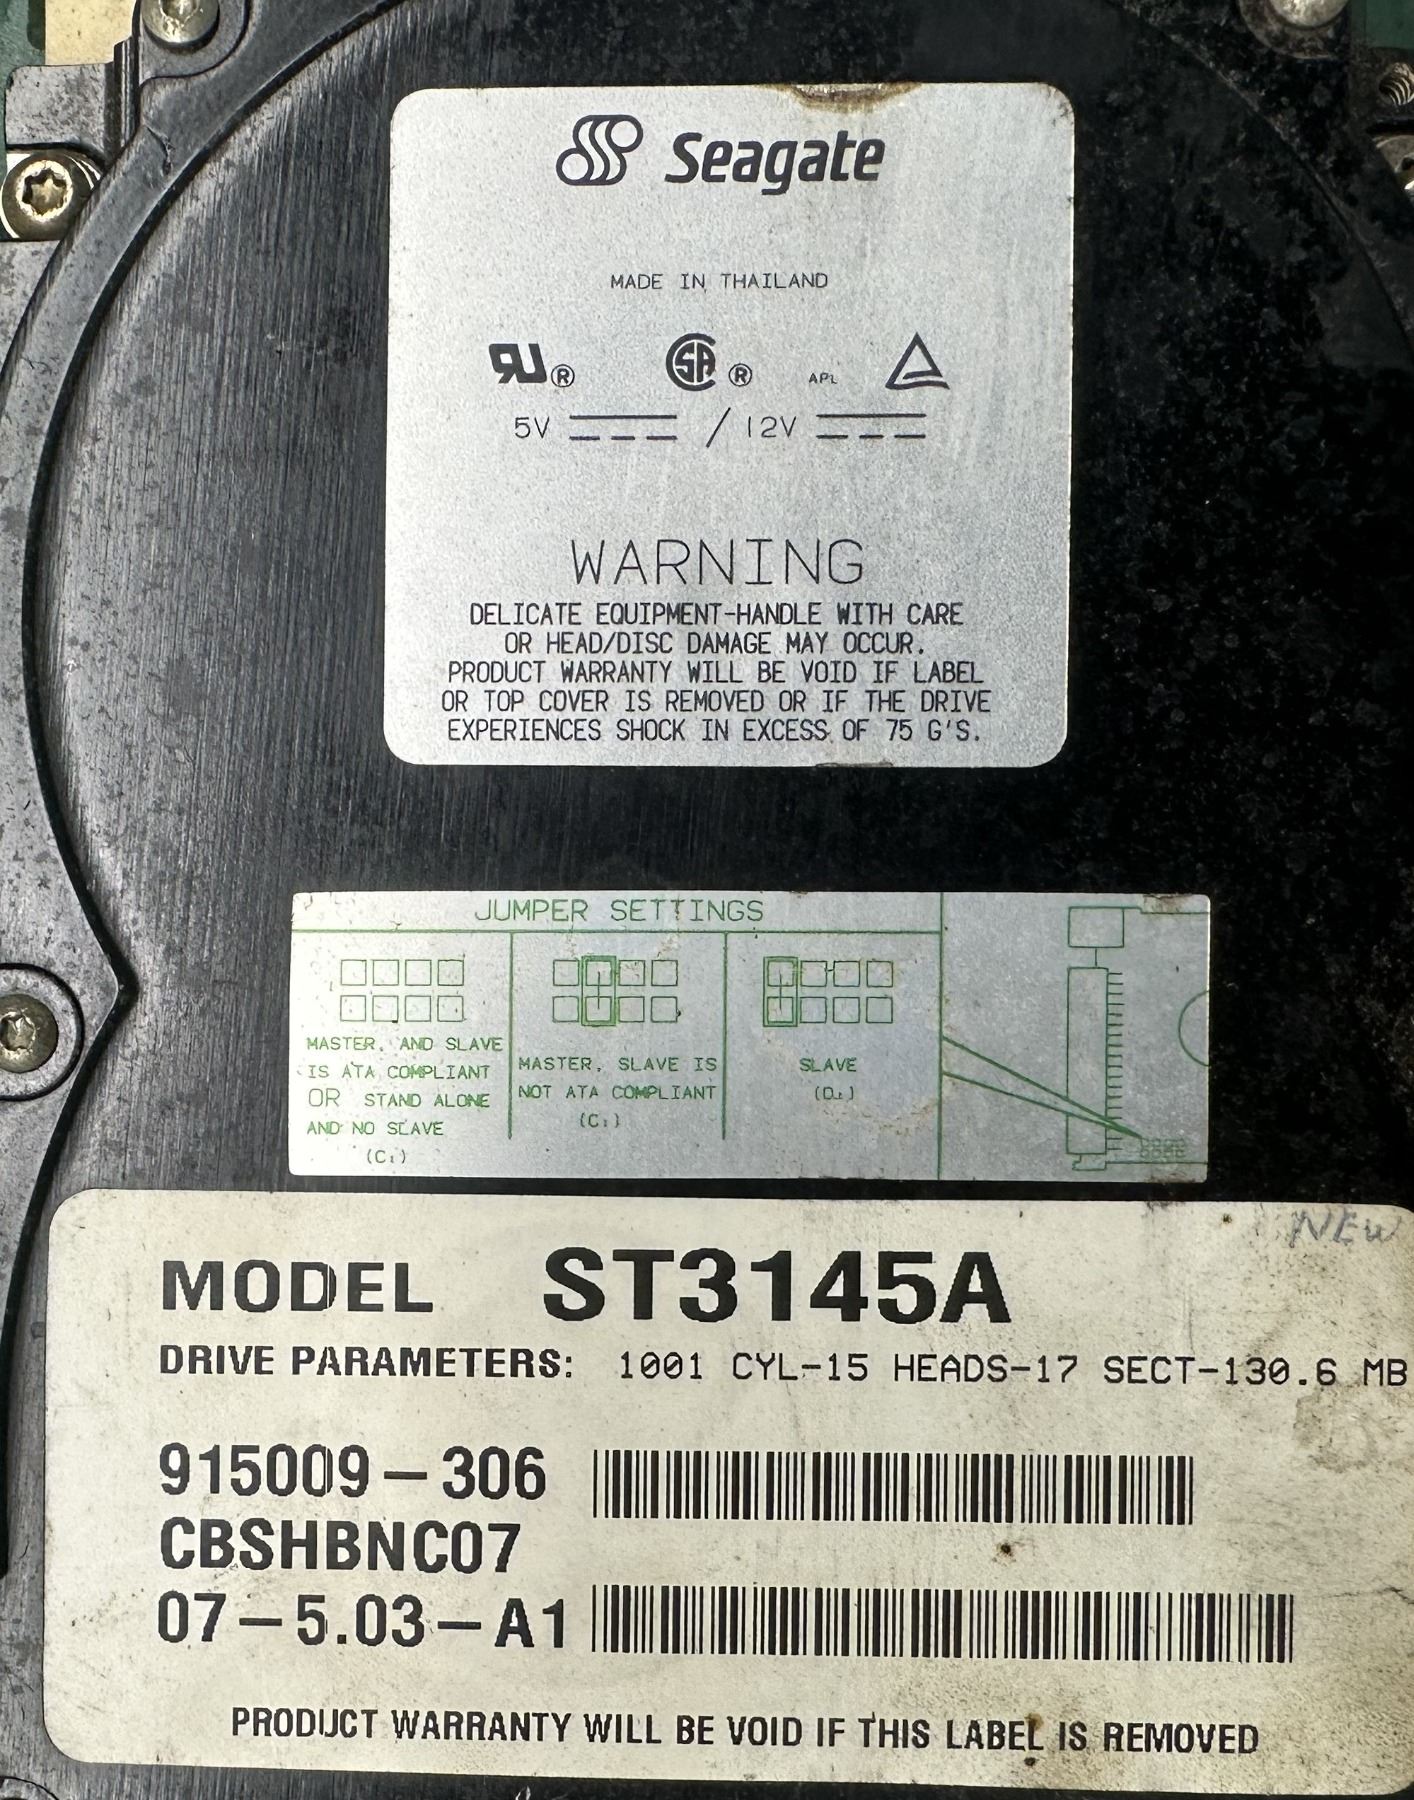 Seagate
MADE IN THAILAND
APL
5V / 12V
WARNING
DELICATE EQUIPMENT-HANDLE WITH CARE
OR HEAD/DISC DAMAGE MAY OCCUR.
PRODUCT WARRANTY WILL BE VOID IF LABEL
OR TOP COVER IS REMOVED OR IF THE DRIVE
EXPERIENCES SHOCK IN EXCESS OF 75 G'S.
JUMPER SETTINGS
MASTER, AND SLAVE
IS ATA COMPLIANT
OR STAND ALONE
AND NO SLAVE
(C₁)
MASTER, SLAVE IS
NOT ATA COMPLIANT
(C₁)
SLAVE
NEW
MODEL ST3145A
DRIVE PARAMETERS: 1001 CYL-15 HEADS-17 SECT-130.6 MB
915009-306
CBSHBNC07
07-5.03-A1
PRODUCT WARRANTY WILL BE VOID IF THIS LABEL IS REMOVED